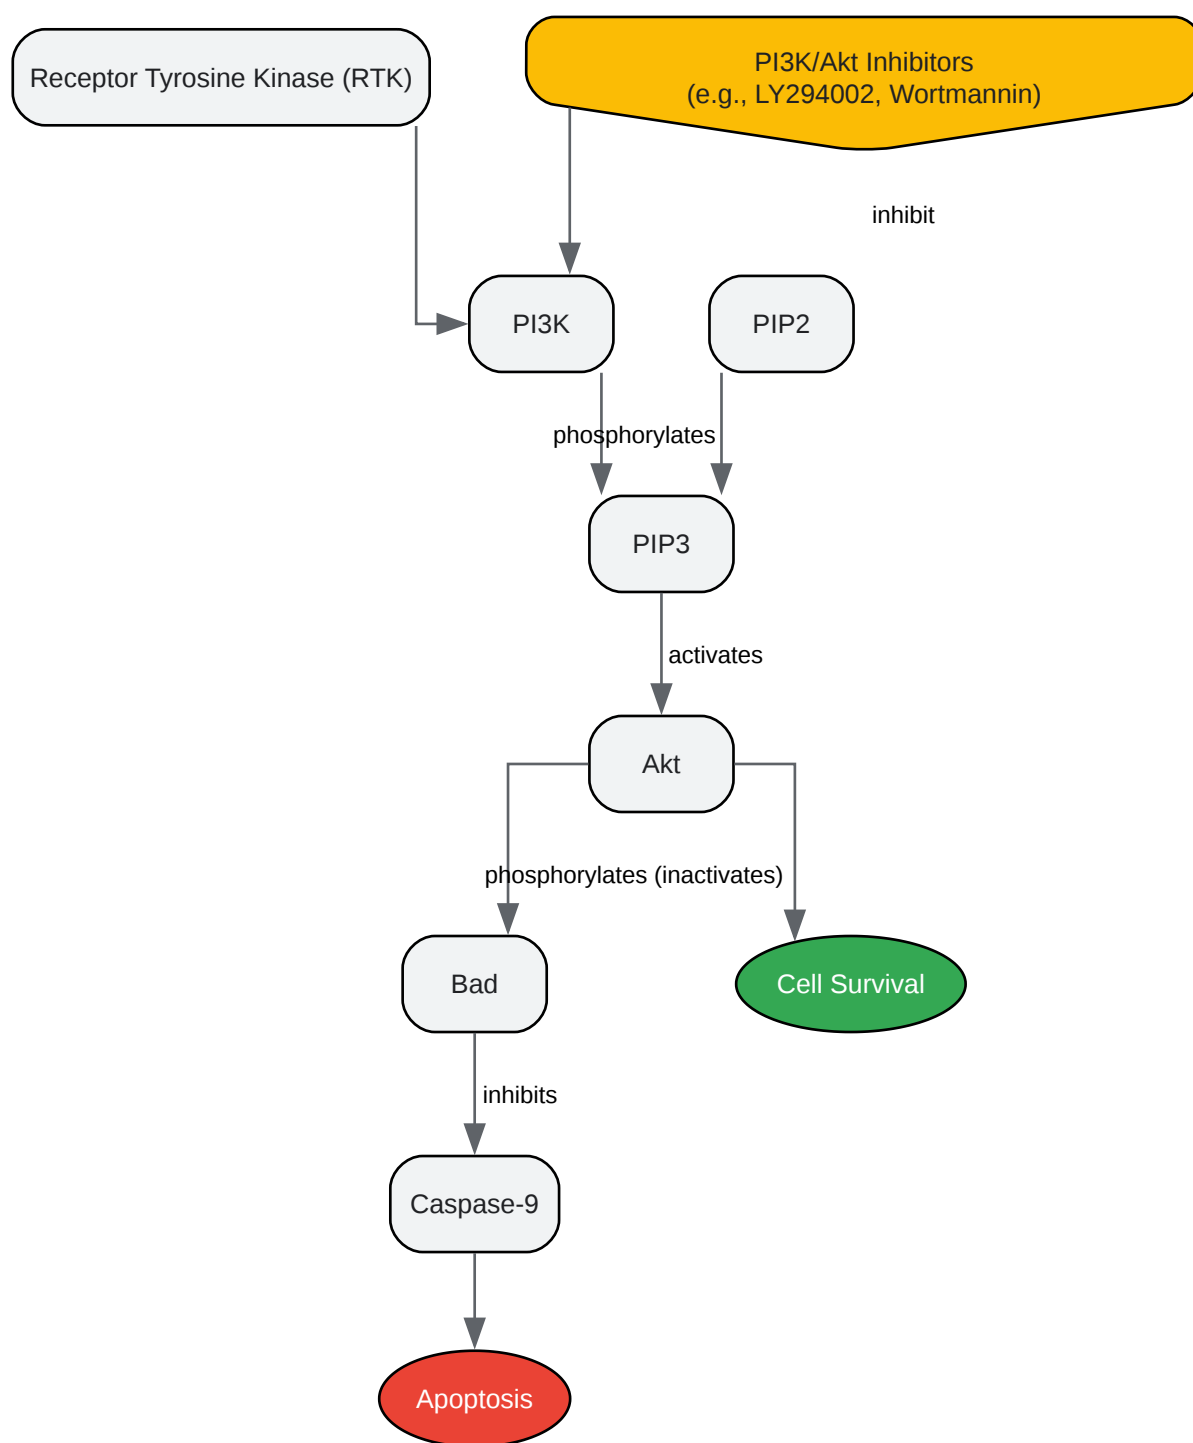 Receptor Tyrosine Kinase (RTK)
PI3K/Akt Inhibitors
(e.g., LY294002, Wortmannin)
inhibit
PI3K
PIP2
phosphorylates
PIP3
activates
Akt
phosphorylates (inactivates)
Bad
Cell Survival
inhibits
Caspase-9
Apoptosis